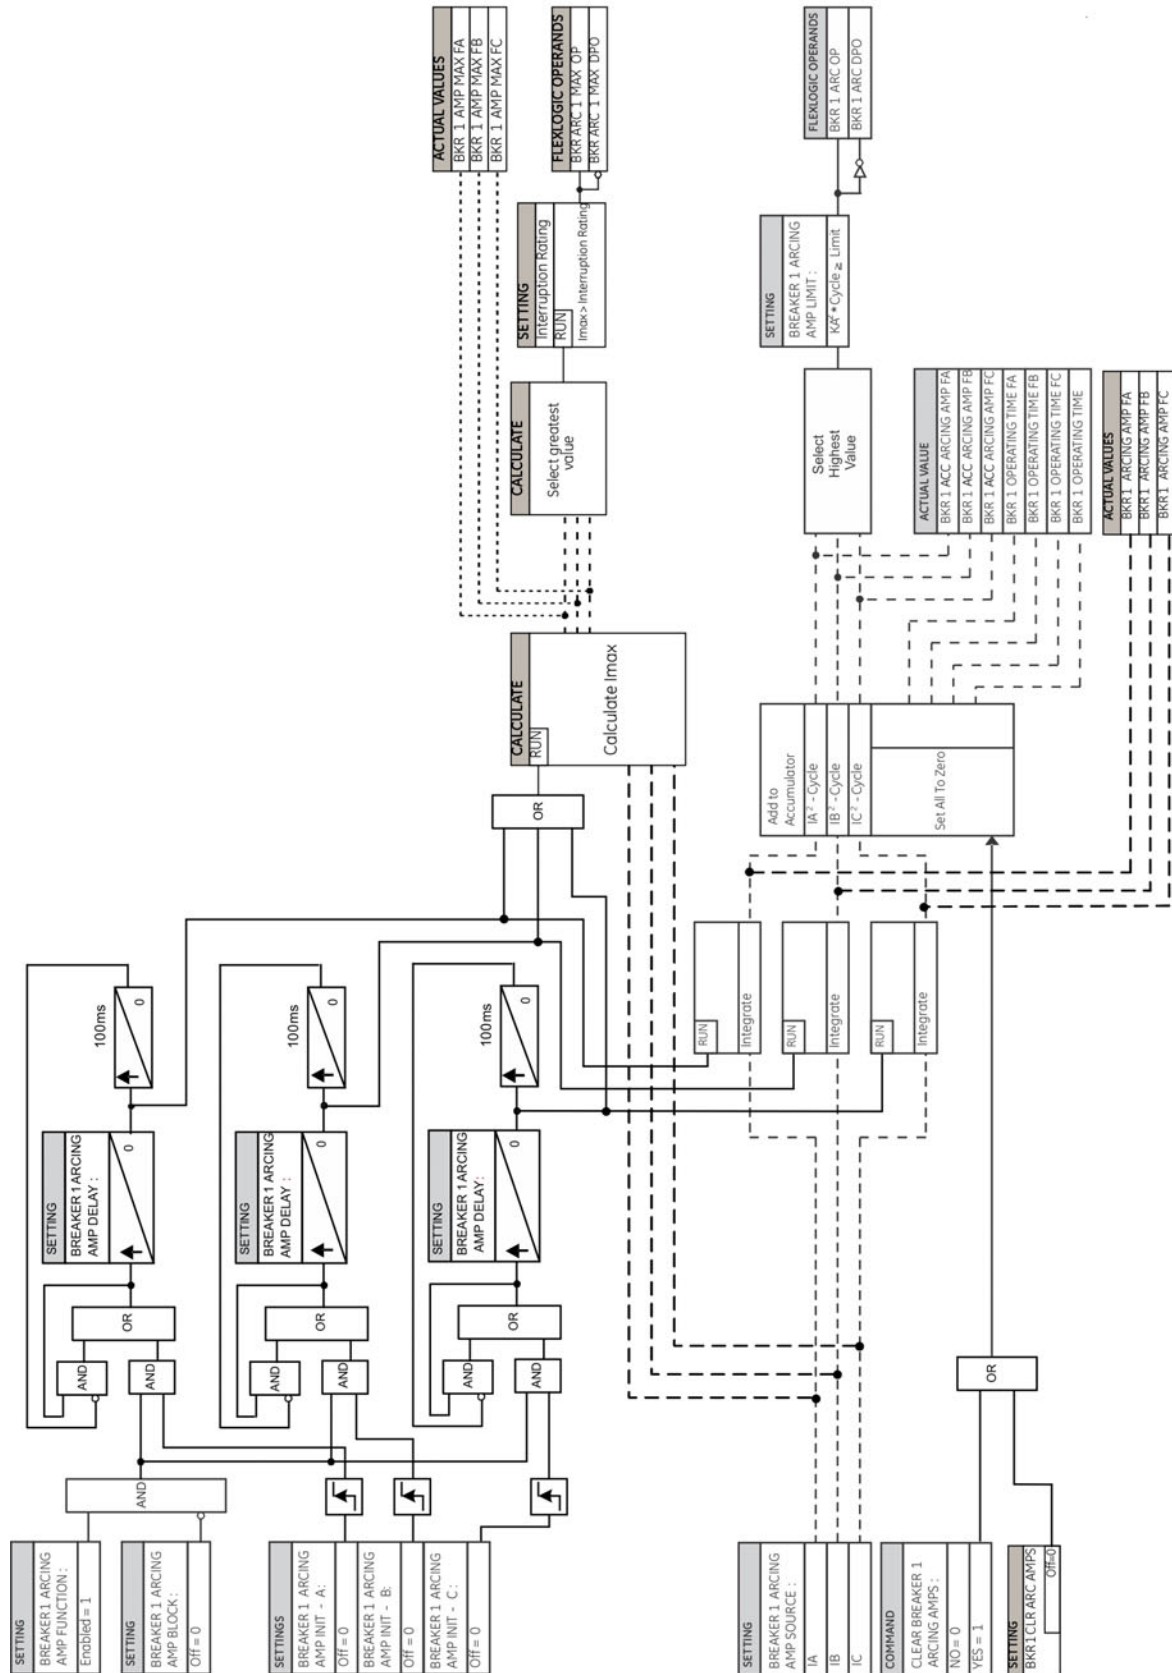 SETTING
BREAKER 1 ARCING
AMP FUNCTION :
Enabled = 1
SETTING
BREAKER 1 ARCING
AMP BLOCK :
Off = 0
SETTINGS
BREAKER 1 ARCING
AMP INIT - A:
Off = 0
BREAKER 1 ARCING
AMP INIT - B:
Off = 0
BREAKER 1 ARCING
AMP INIT - C :
Off = 0
SETTING
BREAKER 1 ARCING
AMP SOURCE :
IA
IB
IC
COMMAND
CLEAR BREAKER 1
ARCING AMPS :
NO = 0
YES = 1
SETTING
BKR1 CLR ARC AMPS
Off=0
AND
AND
AND
OR
AND
AND
OR
AND
AND
OR
OR
SETTING
BREAKER 1 ARCING
AMP DELAY :
0
100ms
0
SETTING
BREAKER 1 ARCING
AMP DELAY :
0
100ms
0
SETTING
BREAKER 1 ARCING
AMP DELAY:
0
100ms
0
RUN
Integrate
RUN
Integrate
RUN
Integrate
OR
CALCULATE
RUN
Calculate Imax
Add to
Accumulator
IA² - Cycle
IB² - Cycle
IC² - Cycle
Set All To Zero
CALCULATE
Select greatest
value
SETTING
Interruption Rating
RUN
Imax > Interruption Rating
ACTUAL VALUES
BKR 1 AMP MAX FA
BKR 1 AMP MAX FB
BKR 1 AMP MAX FC
FLEXLOGIC OPERANDS
BKR ARC 1 MAX OP
BKR ARC 1 MAX DPO
Select
Highest
Value
SETTING
BREAKER 1 ARCING
AMP LIMIT :
KA²*Cycle ≥ Limit
FLEXLOGIC OPERANDS
BKR 1 ARC OP
BKR 1 ARC DPO
ACTUAL VALUE
BKR 1 ACC ARCING AMP FA
BKR 1 ACC ARCING AMP FB
BKR 1 ACC ARCING AMP FC
BKR 1 OPERATING TIME FA
BKR 1 OPERATING TIME FB
BKR 1 OPERATING TIME FC
BKR 1 OPERATING TIME
ACTUAL VALUES
BKR 1 ARCING AMP FA
BKR 1 ARCING AMP FB
BKR 1 ARCING AMP FC